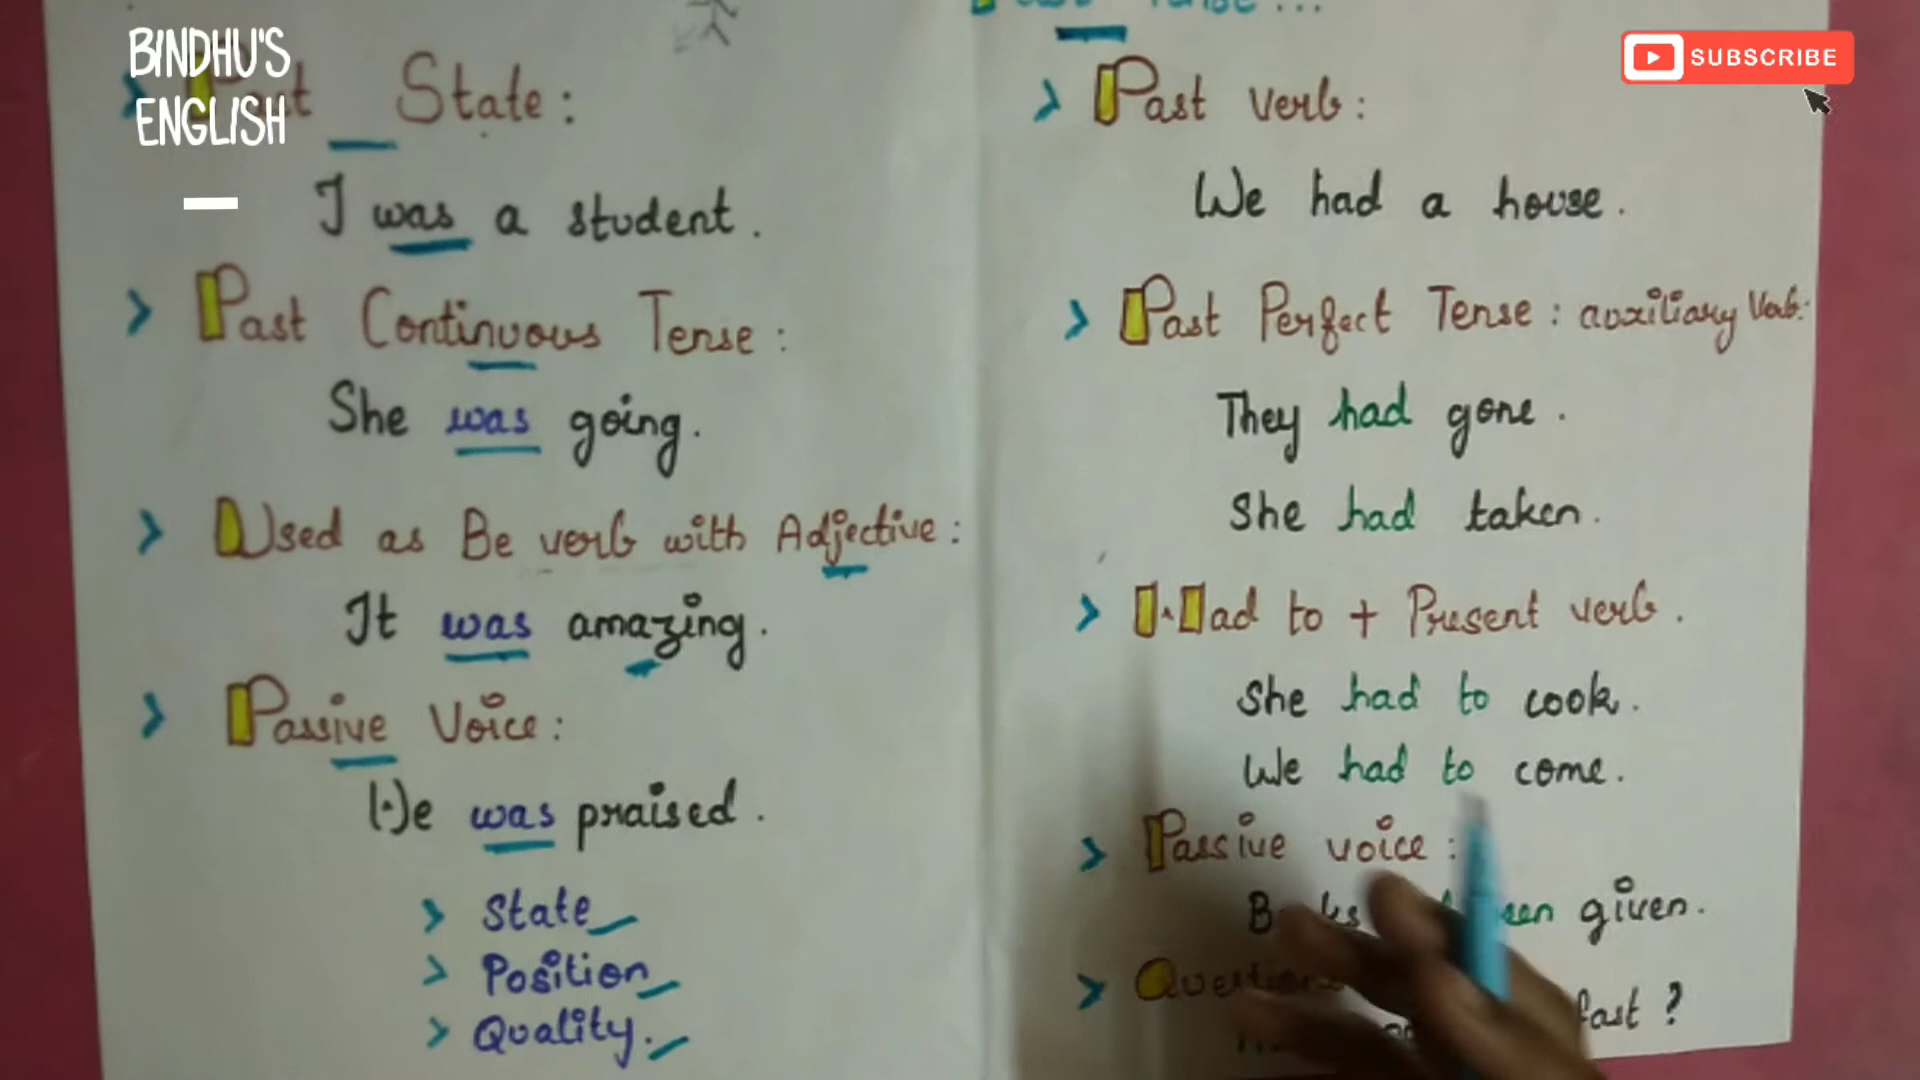 BINDHU'S
ENGLISH
SUBSCRIBE
State:
I was a student.
Past Continuous Tense:
She was going.
Used as Be verb with Adjective:
It was amazing.
Passive Voice:
He was praised.
State
Position
Quality.
Past verb:
We had a house.
Past Perfect Tense: auxiliary Verb:
They had gone.
She had taken.
Had to + Present verb.
She had to cook.
We had to come.
Passive voice:
given.
fast?